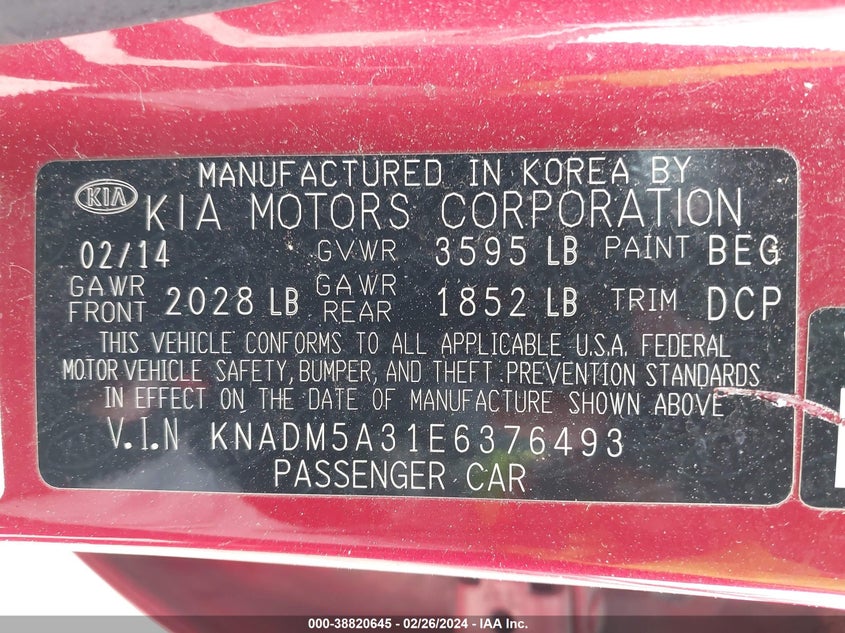 MANUFACTURED IN KOREA BY
KIA KIA MOTORS CORPORATION
02/14 GVWR 3595 LB PAINT BEG
GAWR FRONT 2028 LB GAWR REAR 1852 LB TRIM DCP
THIS VEHICLE CONFORMS TO ALL APPLICABLE U.S.A. FEDERAL
MOTOR VEHICLE SAFETY, BUMPER, AND THEFT PREVENTION STANDARDS
IN EFFECT ON THE DATE OF MANUFACTURE SHOWN ABOVE
V.I.N KNADM5A31E6376493
PASSENGER CAR
000-38820645 - 02/26/2024 - IAA Inc.